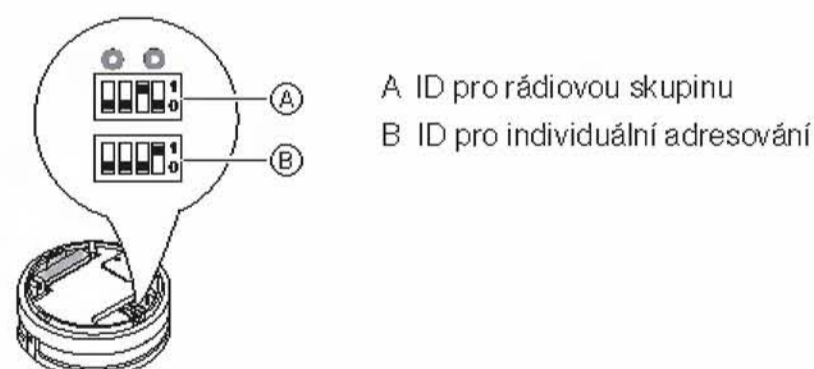 1
0
A
1
0
B
A ID pro rádiovou skupinu
B ID pro individuální adresování